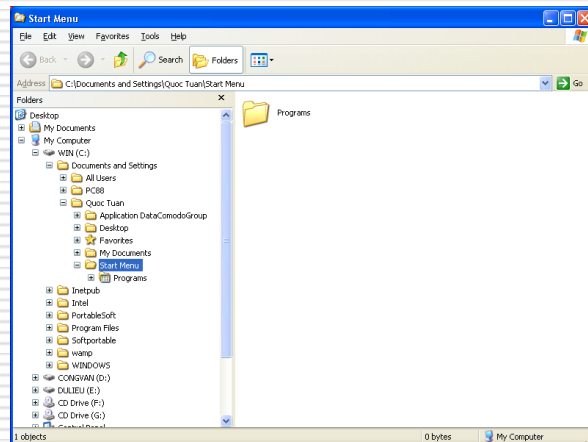 Start Menu
File Edit View Favorites Tools Help
Back Search Folders
Address C:\Documents and Settings\Quoc Tuan\Start Menu Go
Folders x
Desktop
My Documents
My Computer
WIN (C:)
Documents and Settings
All Users
PC88
Quoc Tuan
Application DataComodoGroup
Desktop
Favorites
My Documents
Start Menu
Programs
Inetpub
Intel
PortableSoft
Program Files
Softportable
wamp
WINDOWS
CONGVAN (D:)
DULIEU (E:)
CD Drive (F:)
CD Drive (G:)
Control Panel
Programs
1 objects 0 bytes My Computer